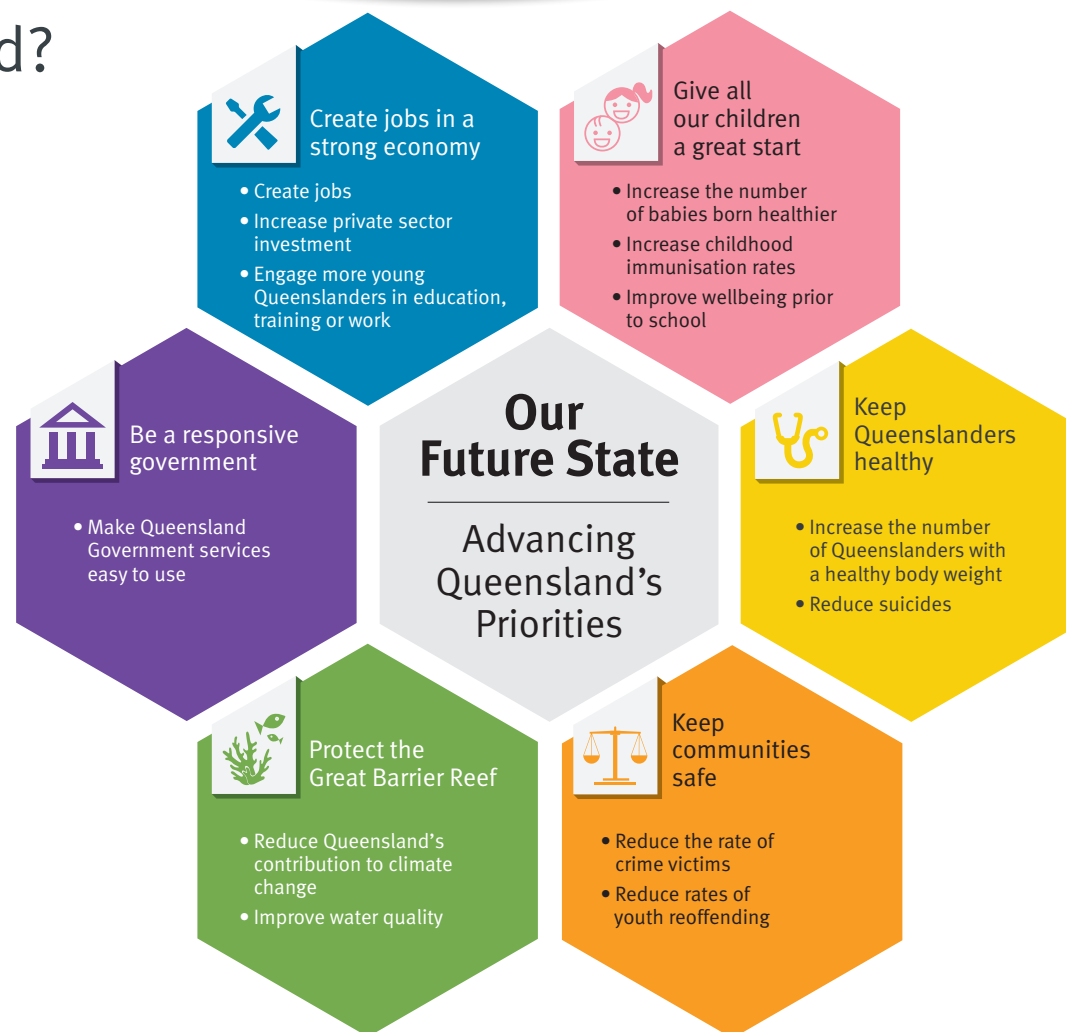 d?
Create jobs in a
strong economy
• Create jobs
• Increase private sector
investment
• Engage more young
Queenslanders in education,
training or work
Give all
our children
a great start
• Increase the number
of babies born healthier
• Increase childhood
immunisation rates
• Improve wellbeing prior
to school
Be a responsive
government
• Make Queensland
Government services
easy to use
Our
Future State
Advancing
Queensland’s
Priorities
Keep
Queenslanders
healthy
• Increase the number
of Queenslanders with
a healthy body weight
• Reduce suicides
Protect the
Great Barrier Reef
• Reduce Queensland’s
contribution to climate
change
• Improve water quality
Keep
communities
safe
• Reduce the rate of
crime victims
• Reduce rates of
youth reoffending